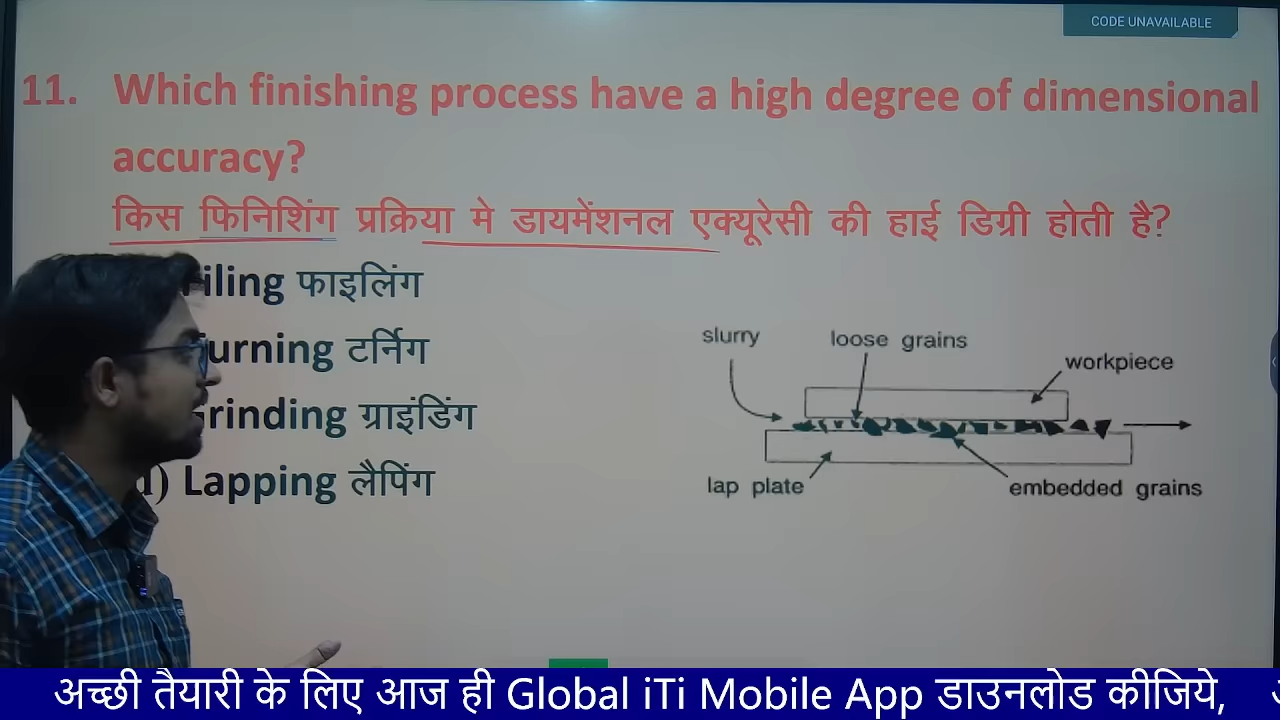 CODE UNAVAILABLE
11. Which finishing process have a high degree of dimensional
accuracy?
किस फिनिशिंग प्रक्रिया मे डायमेंशनल एक्यूरेसी की हाई डिग्री होती है?
iling फाइलिंग
urning टर्निंग
rinding ग्राइंडिंग
d) Lapping लैपिंग
slurry
loose grains
workpiece
lap plate
embedded grains
अच्छी तैयारी के लिए आज ही Global iTi Mobile App डाउनलोड कीजिये,